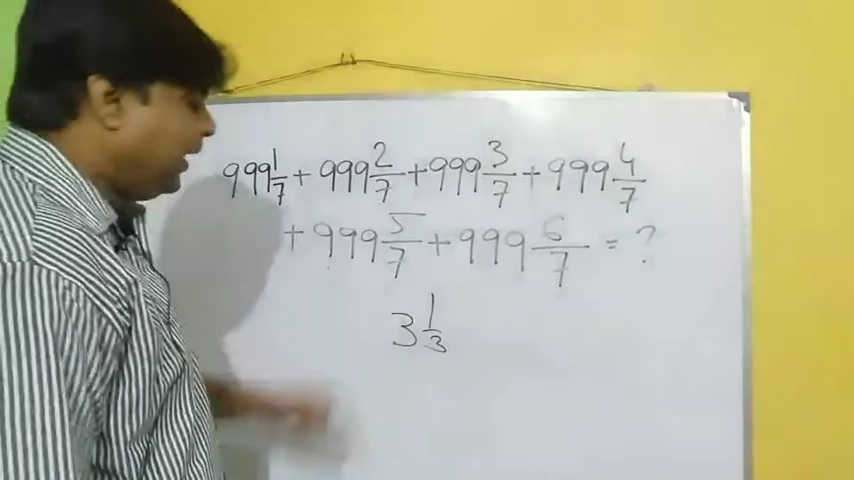 999 1/7 + 999 2/7 + 999 3/7 + 999 4/7
+ 999 5/7 + 999 6/7 = ?
3 1/3